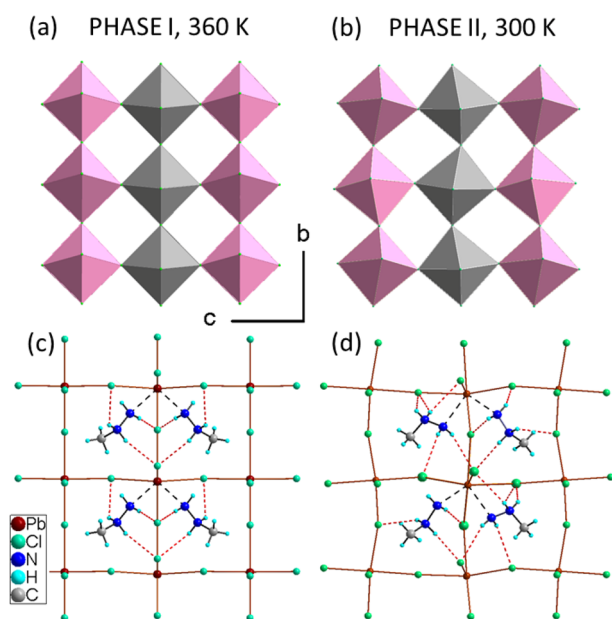 (a) PHASE I, 360 K
(b) PHASE II, 300 K
b
c
(c)
(d)
Pb
Cl
N
H
C